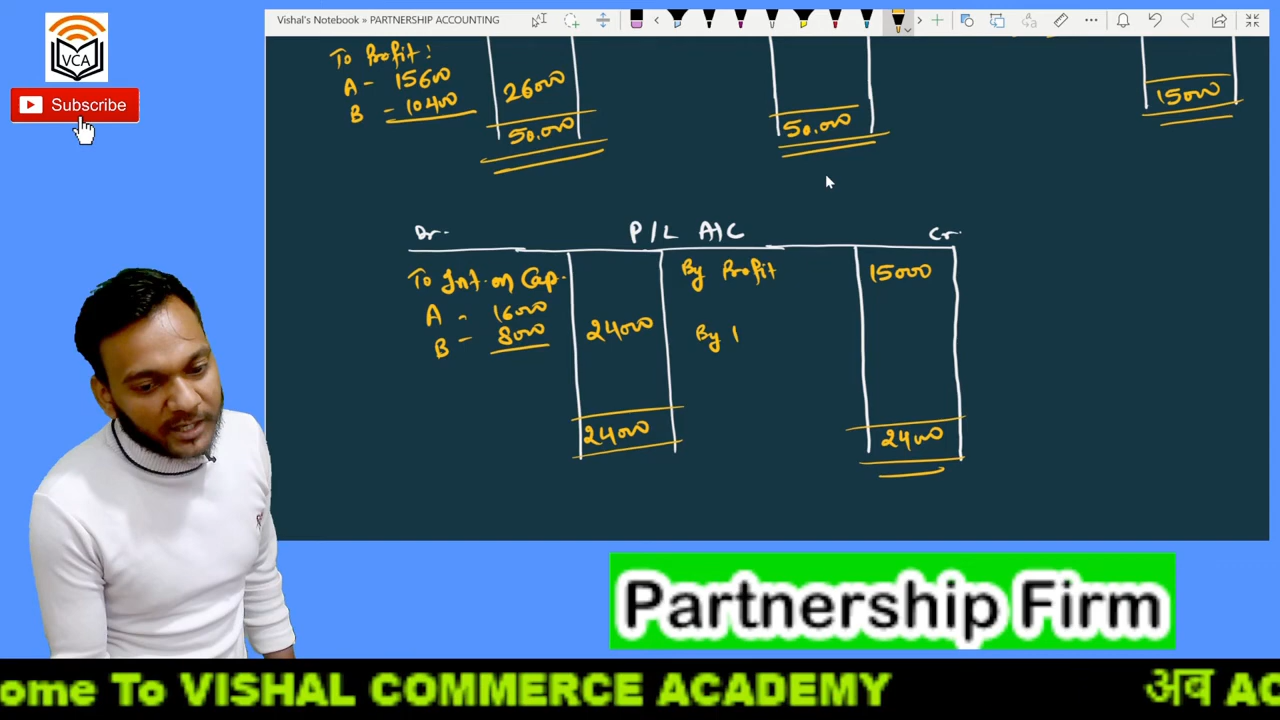 Vishal's Notebook » PARTNERSHIP ACCOUNTING
VCA
Subscribe
To Profit:
A - 15600
B - 10400
26000
50.000
50.000
15000
Dr. P/L A/C Cr.
To Int. on Cap. By Profit 15000
A - 16000
B - 8000 24000 By 1
24000 24000
Partnership Firm
ome To VISHAL COMMERCE ACADEMY अब AC